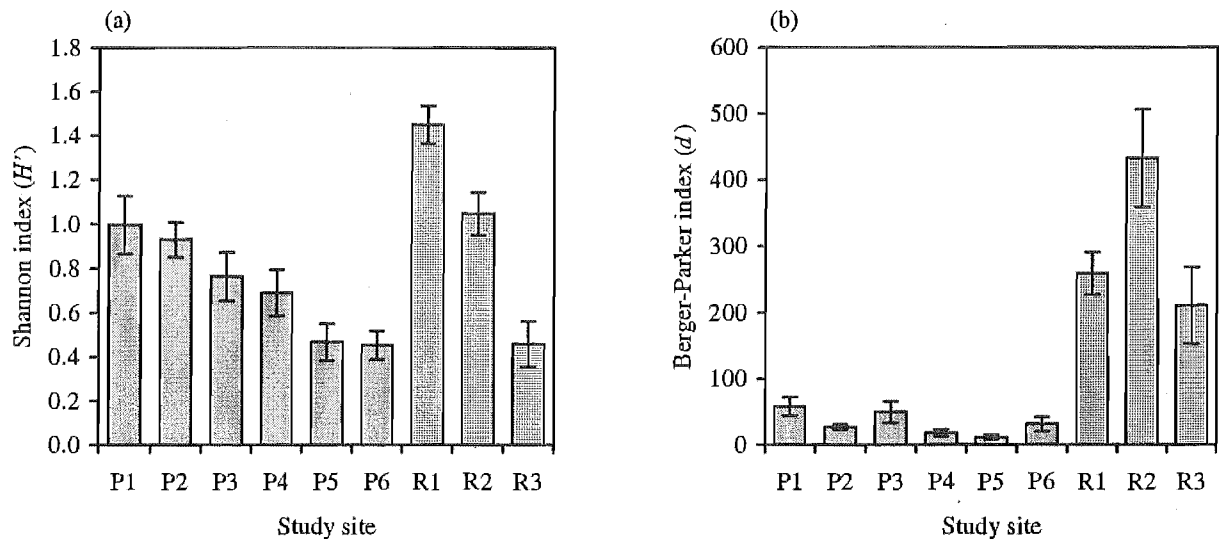 (a)
Shannon index (H')
1.8
1.6
1.4
1.2
1.0
0.8
0.6
0.4
0.2
0.0
P1 P2 P3 P4 P5 P6 R1 R2 R3
Study site
(b)
Berger-Parker index (d)
600
500
400
300
200
100
0
P1 P2 P3 P4 P5 P6 R1 R2 R3
Study site